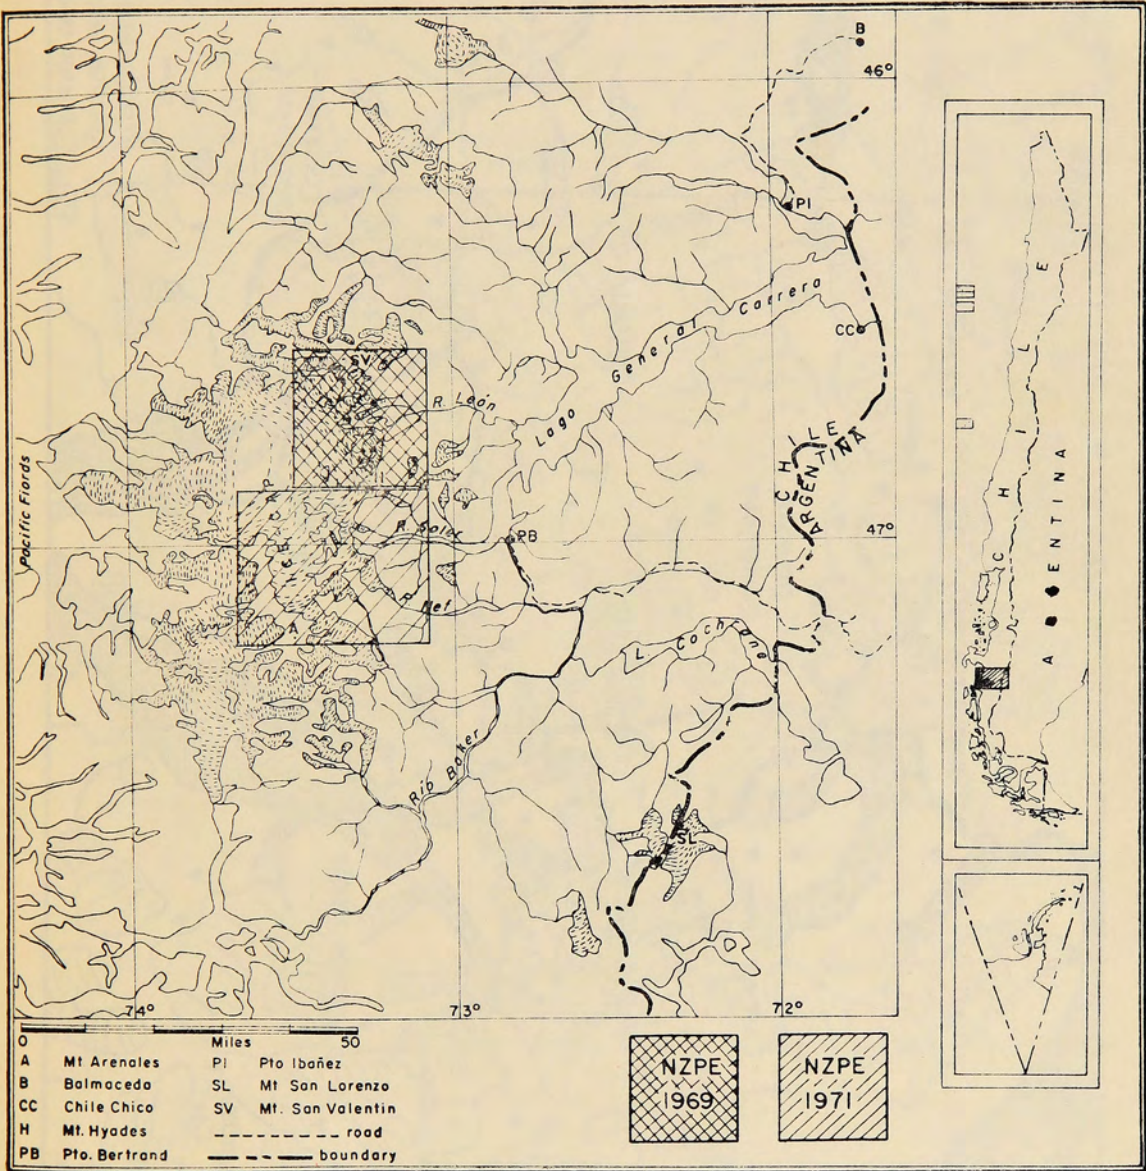 B
46°
PI
Lago General Carrera
CC
SV
R. León
CHILE
ARGENTINA
Pacific Fiords
ICE CAP
H
R. Soler
PB
47°
R. Nef
A
L. Cochrane
Río Baker
SL
74°
73°
72°
CHILE
ARGENTINA
0 Miles 50
A Mt Arenales
B Balmaceda
CC Chile Chico
H Mt. Hyades
PB Pto. Bertrand
PI Pto Ibañez
SL Mt San Lorenzo
SV Mt. San Valentin
road
boundary
NZPE
1969
NZPE
1971